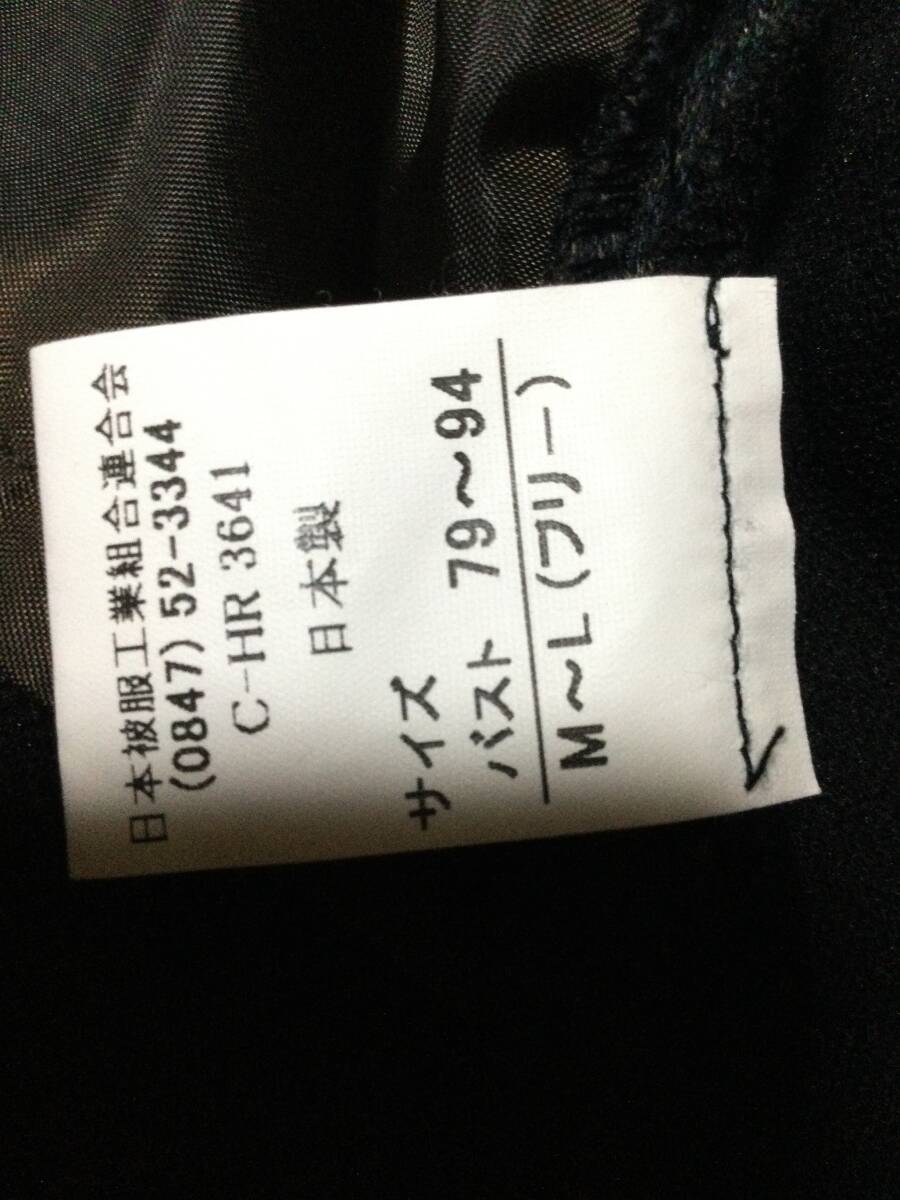 サイズ
バスト 79〜94
M〜L(フリー)
日本製
C-HR 3641
(0847) 52-3344
日本被服工業組合連合会